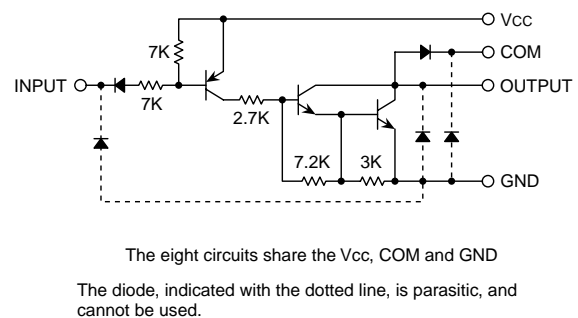 Vcc
7K
COM
INPUT
OUTPUT
7K
2.7K
7.2K
3K
GND
The eight circuits share the Vcc, COM and GND
The diode, indicated with the dotted line, is parasitic, and
cannot be used.